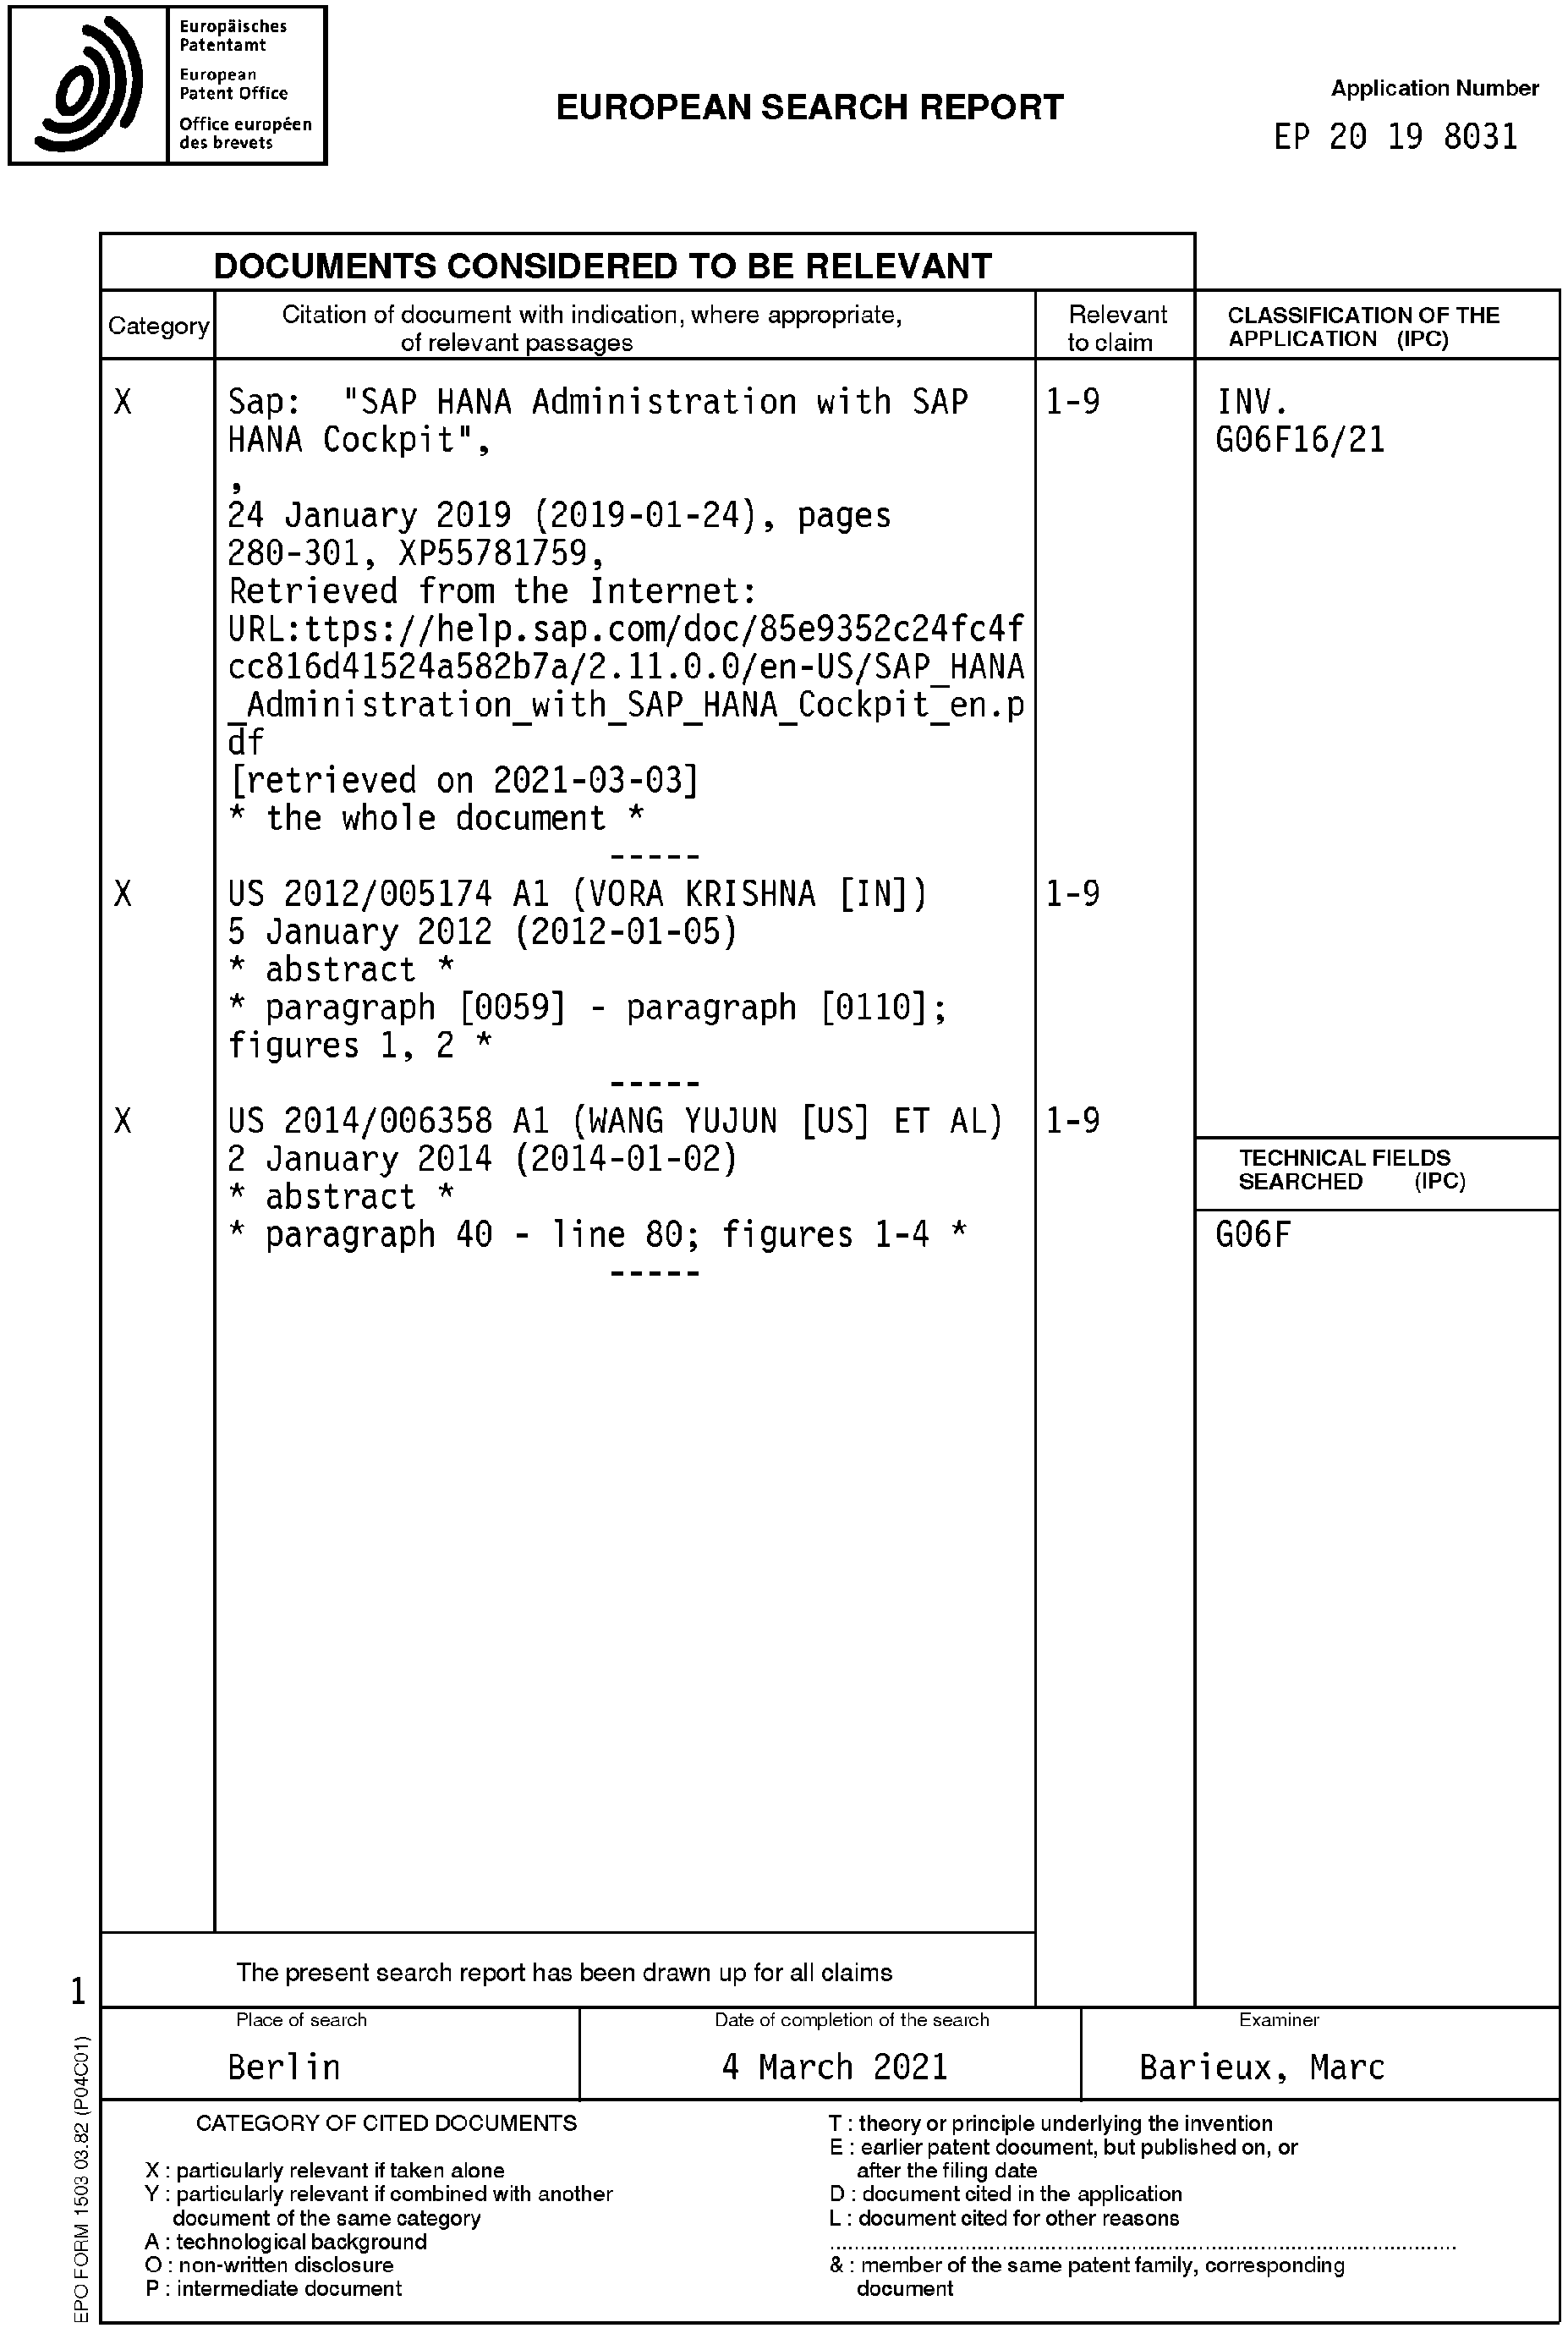 Europäisches
Patentamt
European
Patent Office
Office européen
des brevets
EUROPEAN SEARCH REPORT
Application Number
EP 20 19 8031
DOCUMENTS CONSIDERED TO BE RELEVANT
Category
Citation of document with indication, where appropriate,
of relevant passages
Relevant
to claim
CLASSIFICATION OF THE
APPLICATION (IPC)
X
Sap: "SAP HANA Administration with SAP
HANA Cockpit",
,
24 January 2019 (2019-01-24), pages
280-301, XP55781759,
Retrieved from the Internet:
URL:ttps://help.sap.com/doc/85e9352c24fc4f
cc816d41524a582b7a/2.11.0.0/en-US/SAP_HANA
_Administration_with_SAP_HANA_Cockpit_en.p
df
[retrieved on 2021-03-03]
* the whole document *
-----
1-9
INV.
G06F16/21
X
US 2012/005174 A1 (VORA KRISHNA [IN])
5 January 2012 (2012-01-05)
* abstract *
* paragraph [0059] - paragraph [0110];
figures 1, 2 *
-----
1-9
X
US 2014/006358 A1 (WANG YUJUN [US] ET AL)
2 January 2014 (2014-01-02)
* abstract *
* paragraph 40 - line 80; figures 1-4 *
-----
1-9
TECHNICAL FIELDS
SEARCHED (IPC)
G06F
The present search report has been drawn up for all claims
1
Place of search
Berlin
Date of completion of the search
4 March 2021
Examiner
Barieux, Marc
CATEGORY OF CITED DOCUMENTS
X : particularly relevant if taken alone
Y : particularly relevant if combined with another
document of the same category
A : technological background
O : non-written disclosure
P : intermediate document
T : theory or principle underlying the invention
E : earlier patent document, but published on, or
after the filing date
D : document cited in the application
L : document cited for other reasons
& : member of the same patent family, corresponding
document
EPO FORM 1503 03.82 (P04C01)